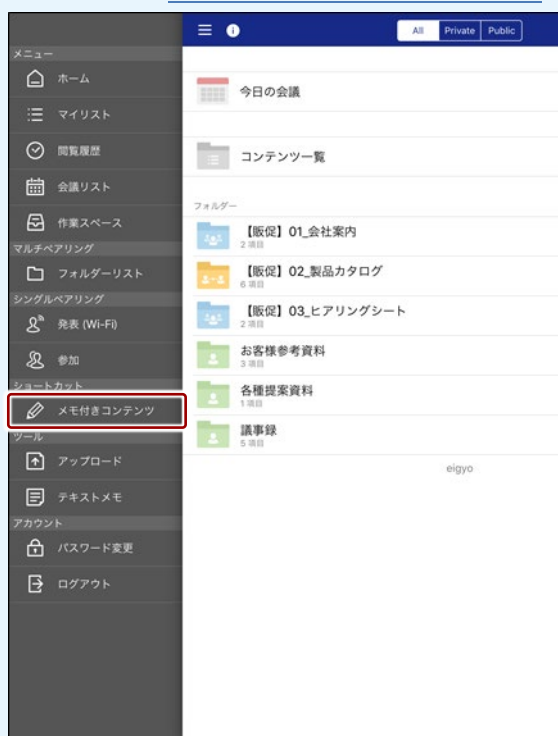 All Private Public
メニュー
ホーム
マイリスト
閲覧履歴
会議リスト
作業スペース
マルチペアリング
フォルダーリスト
シングルペアリング
発表 (Wi-Fi)
参加
ショートカット
メモ付きコンテンツ
ツール
アップロード
テキストメモ
アカウント
パスワード変更
ログアウト
今日の会議
コンテンツ一覧
フォルダー
【販促】01_会社案内
2 項目
【販促】02_製品カタログ
6 項目
【販促】03_ヒアリングシート
2 項目
お客様参考資料
3 項目
各種提案資料
1 項目
議事録
5 項目
eigyo